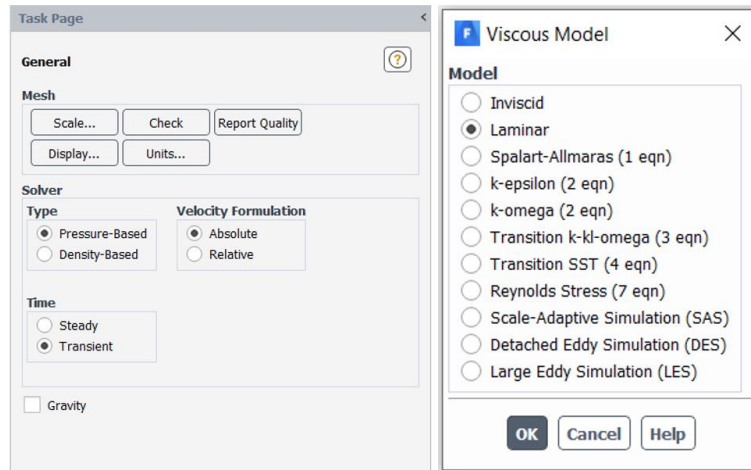 Task Page
<
General
?
Mesh
Scale... Check Report Quality
Display... Units...
Solver
Type Velocity Formulation
Pressure-Based Absolute
Density-Based Relative
Time
Steady
Transient
Gravity
F Viscous Model
Model
Inviscid
Laminar
Spalart-Allmaras (1 eqn)
k-epsilon (2 eqn)
k-omega (2 eqn)
Transition k-kl-omega (3 eqn)
Transition SST (4 eqn)
Reynolds Stress (7 eqn)
Scale-Adaptive Simulation (SAS)
Detached Eddy Simulation (DES)
Large Eddy Simulation (LES)
OK Cancel Help